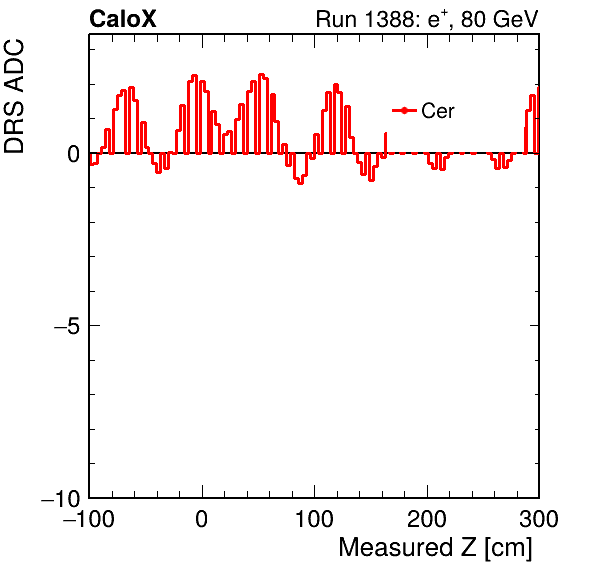 CaloX
Run 1388: e+, 80 GeV
DRS ADC
Cer
0
−5
−10
−100 0 100 200 300
Measured Z [cm]